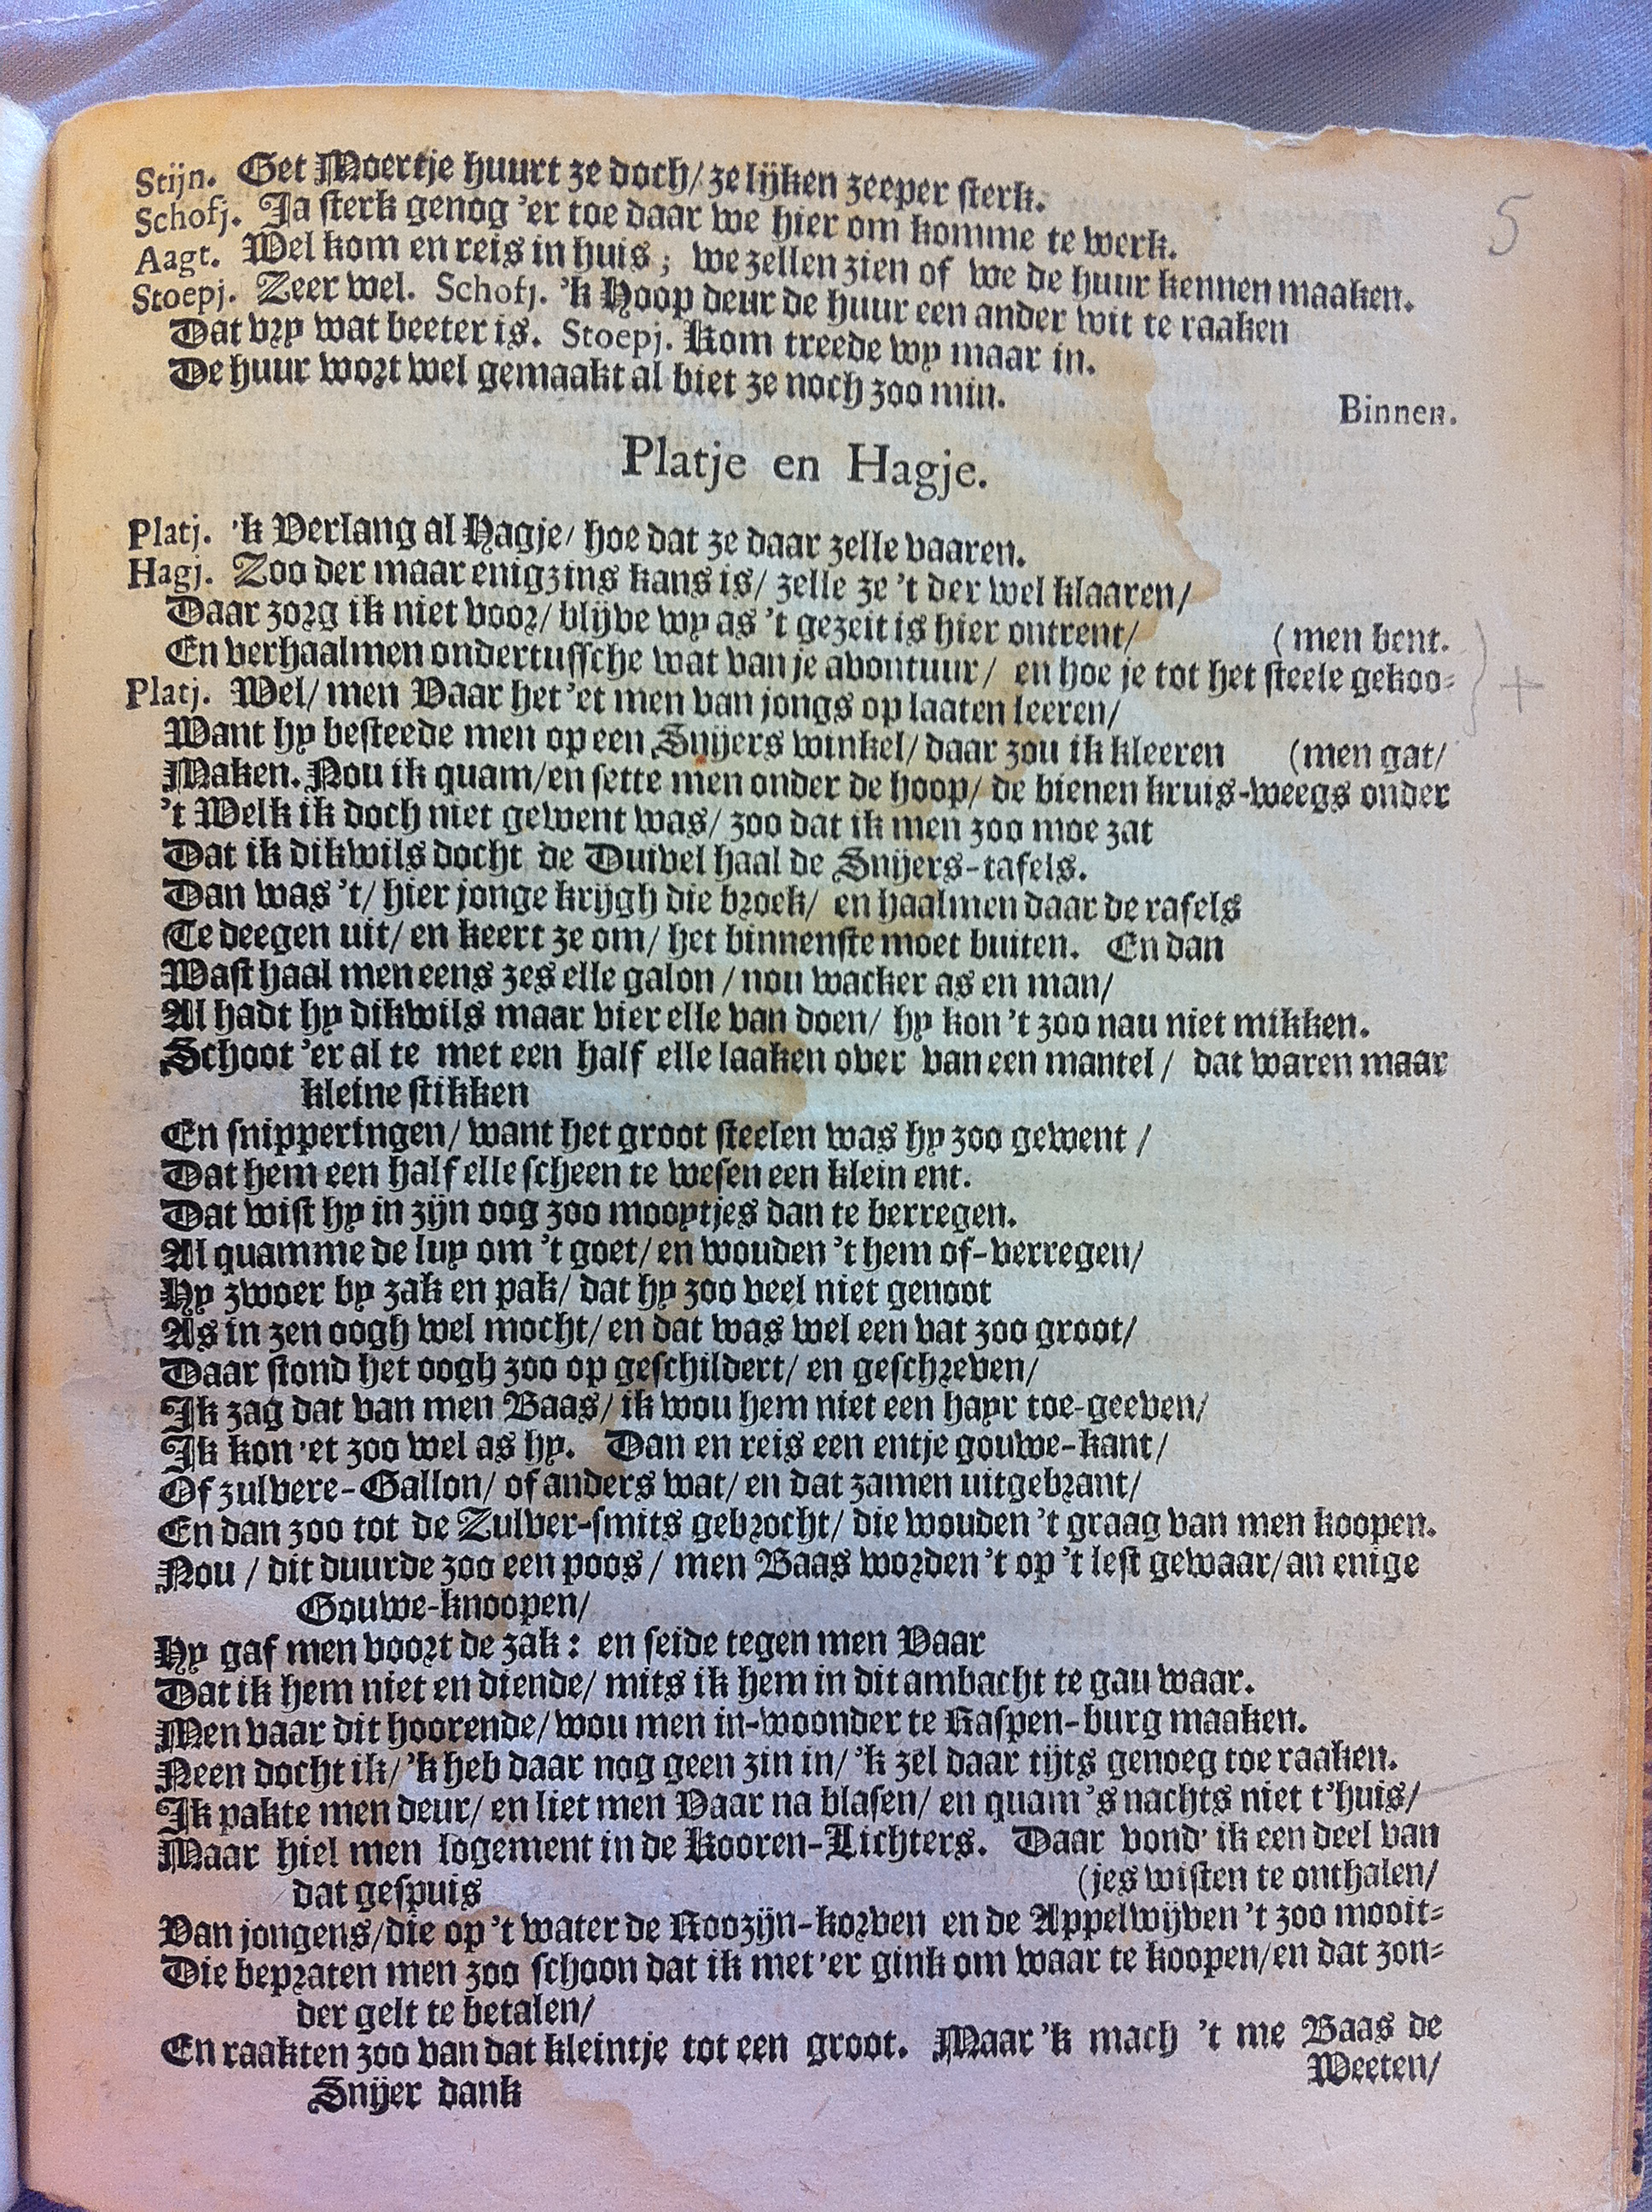 5
Stijn. Get Moertje huurt ze doch/ ze lijken zeeper sterk.
Schofj. Ja sterk genog 'er toe daar we hier om komme te werk.
Aagt. Wel kom en reis in huis; we zellen zien of we de huur kennen maaken.
Stoepj. Zeer wel. Schofj. 'k Hoop deur de huur een ander wit te raaken
Dat vry wat beeter is. Stoepj. Kom treede wy maar in.
De huur wort wel gemaakt al biet ze noch zoo min.
Binnen.
Platje en Hagje.
Platj. 'k Verlang al Hagje/ hoe dat ze daar zelle vaaren.
Hagj. Zoo der maar enigzins kans is/ zelle ze 't der wel klaaren/
Daar zorg ik niet voor/ blijve wy as 't gezeit is hier ontrent/
(men bent.
En verhaalmen ondertussche wat van je avontuur/ en hoe je tot het steele gekoo-
Platj. Wel/ men Vaar het 'et men van jongs op laaten leeren/
Want hy besteede men op een Snijers winkel/ daar zou ik kleeren (men gat/
Maken. Nou ik quam/ en sette men onder de hoop/ de bienen kruis-weegs onder
't Welk ik doch niet gewent was/ zoo dat ik men zoo moe zat
Dat ik dikwils docht de Duivel haal de Snijers-tafels.
Dan was 't/ hier jonge krijgh die broek/ en haalmen daar de rafels
Te deegen uit/ en keert ze om/ het binnenste moet buiten. En dan
Wast haal men eens zes elle galon/ nou wacker as en man/
Al hadt hy dikwils maar vier elle van doen/ hy kon 't zoo nau niet mikken.
Schoot 'er al te met een half elle laaken over van een mantel/ dat waren maar
kleine stikken
En snipperingen/ want het groot steelen was hy zoo gewent/
Dat hem een half elle scheen te wesen een klein ent.
Dat wist hy in zijn oog zoo mooytjes dan te berregen.
Al quamme de luy om 't goet/ en wouden 't hem of-verregen/
Hy zwoer by zak en pak/ dat hy zoo veel niet genoot
As in zen oogh wel mocht/ en dat was wel een vat zoo groot/
Daar stond het oogh zoo op geschildert/ en geschreven/
Ik zag dat van men Baas/ ik wou hem niet een hayr toe-geeven/
Ik kon 'et zoo wel as hy. Dan en reis een entje gouwe-kant/
Of zulvere-Gallon/ of anders wat/ en dat zamen uitgebrant/
En dan zoo tot de Zulver-smits gebrocht/ die wouden 't graag van men koopen.
Nou/ dit duurde zoo een poos/ men Baas worden 't op 't lest gewaar/ an enige
Gouwe-knoopen/
Hy gaf men voort de zak: en seide tegen men Vaar
Dat ik hem niet en diende/ mits ik hem in dit ambacht te gau waar.
Men vaar dit hoorende/ wou men in-woonder te Raspen-burg maaken.
Neen docht ik/ 'k heb daar nog geen zin in/ 'k zel daar tijts genoeg toe raaken.
Ik pakte men deur/ en liet men Vaar na blasen/ en quam 's nachts niet t'huis/
Maar hiel men logement in de Kooren-Lichters. Daar vond' ik een deel van
dat gespuis
(jes wisten te onthalen/
Van jongens/ die op 't water de Roozijn-korven en de Appelwijven 't zoo mooit-
Die bepraten men zoo schoon dat ik met 'er gink om waar te koopen/ en dat zon-
der gelt te betalen/
En raakten zoo van dat kleintje tot een groot. Maar 'k mach 't me Baas de
Snijer dank
Weeten/